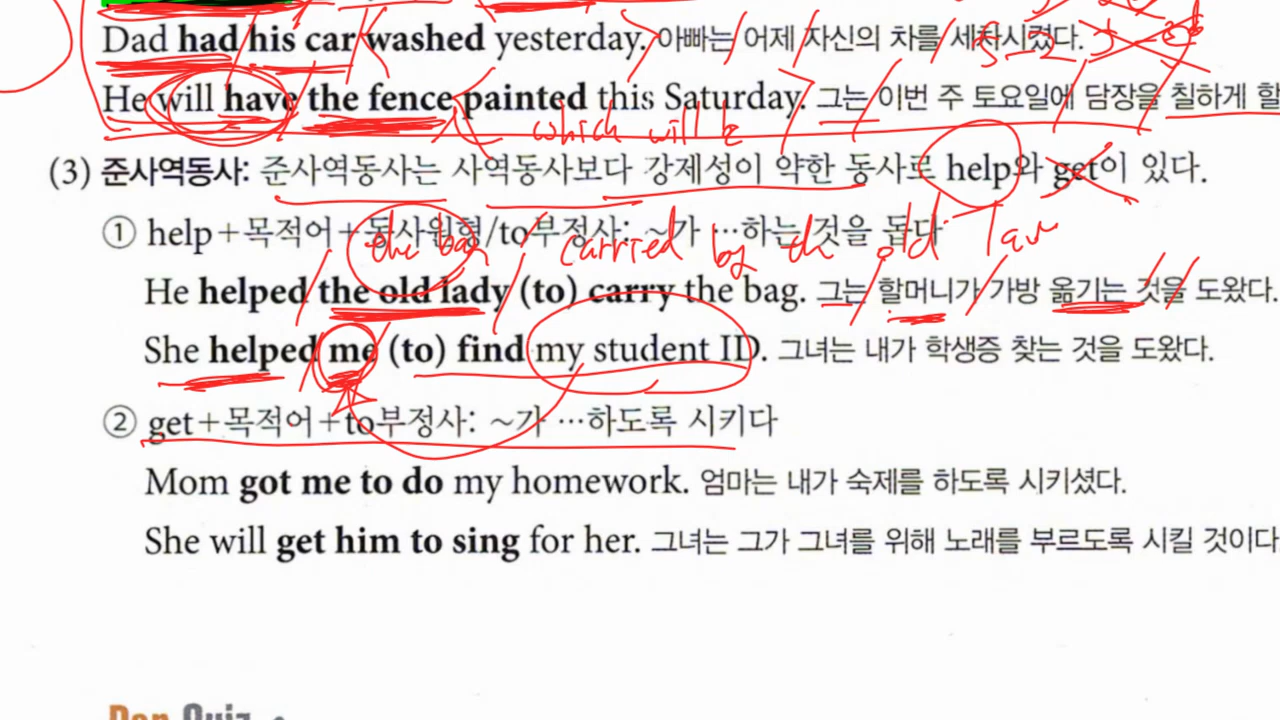 Dad had his car washed yesterday. 아빠는 어제 자신의 차를 세차시켰다.
He will have the fence painted this Saturday. 그는 이번 주 토요일에 담장을 칠하게 할
which will b
(3) 준사역동사: 준사역동사는 사역동사보다 강제성이 약한 동사로 help와 get이 있다.
① help+목적어+동사원형/to부정사: ~가 …하는 것을 돕다
the bag carried by the old
He helped the old lady (to) carry the bag. 그는 할머니가 가방 옮기는 것을 도왔다.
She helped me (to) find my student ID. 그녀는 내가 학생증 찾는 것을 도왔다.
② get+목적어+to부정사: ~가 …하도록 시키다
Mom got me to do my homework. 엄마는 내가 숙제를 하도록 시키셨다.
She will get him to sing for her. 그녀는 그가 그녀를 위해 노래를 부르도록 시킬 것이다